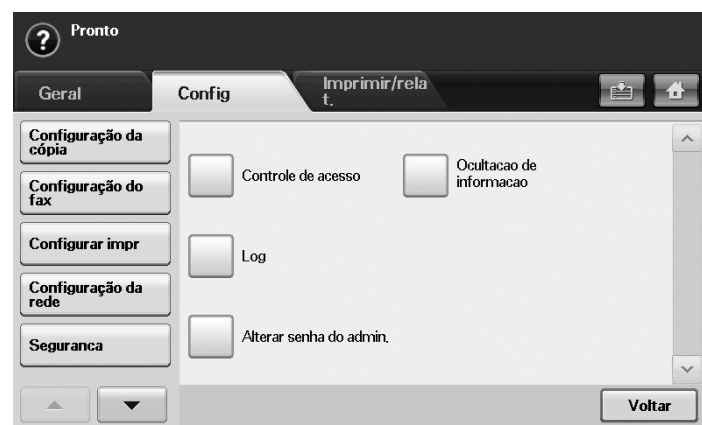 ?
Pronto
Geral
Config
Imprimir/rela
t.
Configuração da
cópia
Configuração do
fax
Configurar impr
Configuração da
rede
Seguranca
Controle de acesso
Ocultacao de
informacao
Log
Alterar senha do admin.
Voltar